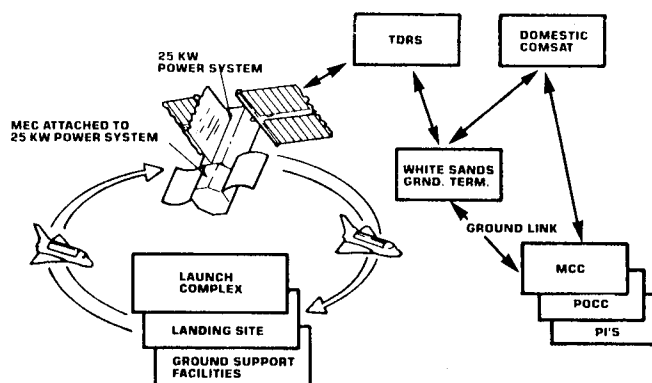 25 KW
POWER SYSTEM
TDRS
DOMESTIC
COMSAT
MEC ATTACHED TO
25 KW POWER SYSTEM
WHITE SANDS
GRND. TERM.
GROUND LINK
MCC
POCC
PI'S
LAUNCH
COMPLEX
LANDING SITE
GROUND SUPPORT
FACILITIES